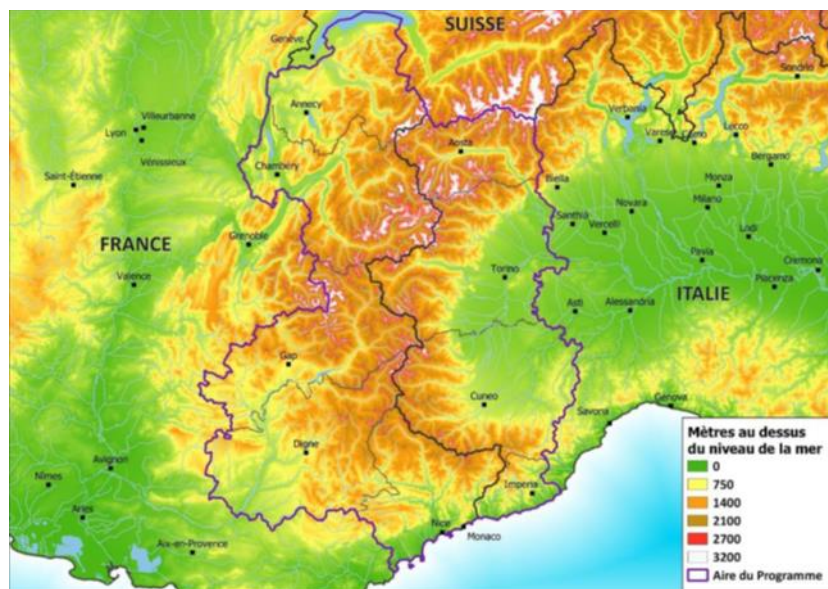 SUISSE
Genève
Sondrio
Annecy
Verbania
Villeurbanne
Lyon
Varese
Como
Lecco
Aosta
Bergamo
Vénissieux
Chambéry
Biella
Monza
Saint-Étienne
Milano
Novara
Santhià
Vercelli
Lodi
FRANCE
Grenoble
Pavia
Cremona
Valence
Torino
Piacenza
ITALIE
Asti
Alessandria
Gap
Cuneo
Savona
Genova
Digne
Avignon
Nîmes
Imperia
Arles
Nice
Monaco
Aix-en-Provence
Mètres au dessus
du niveau de la mer
0
750
1400
2100
2700
3200
Aire du Programme